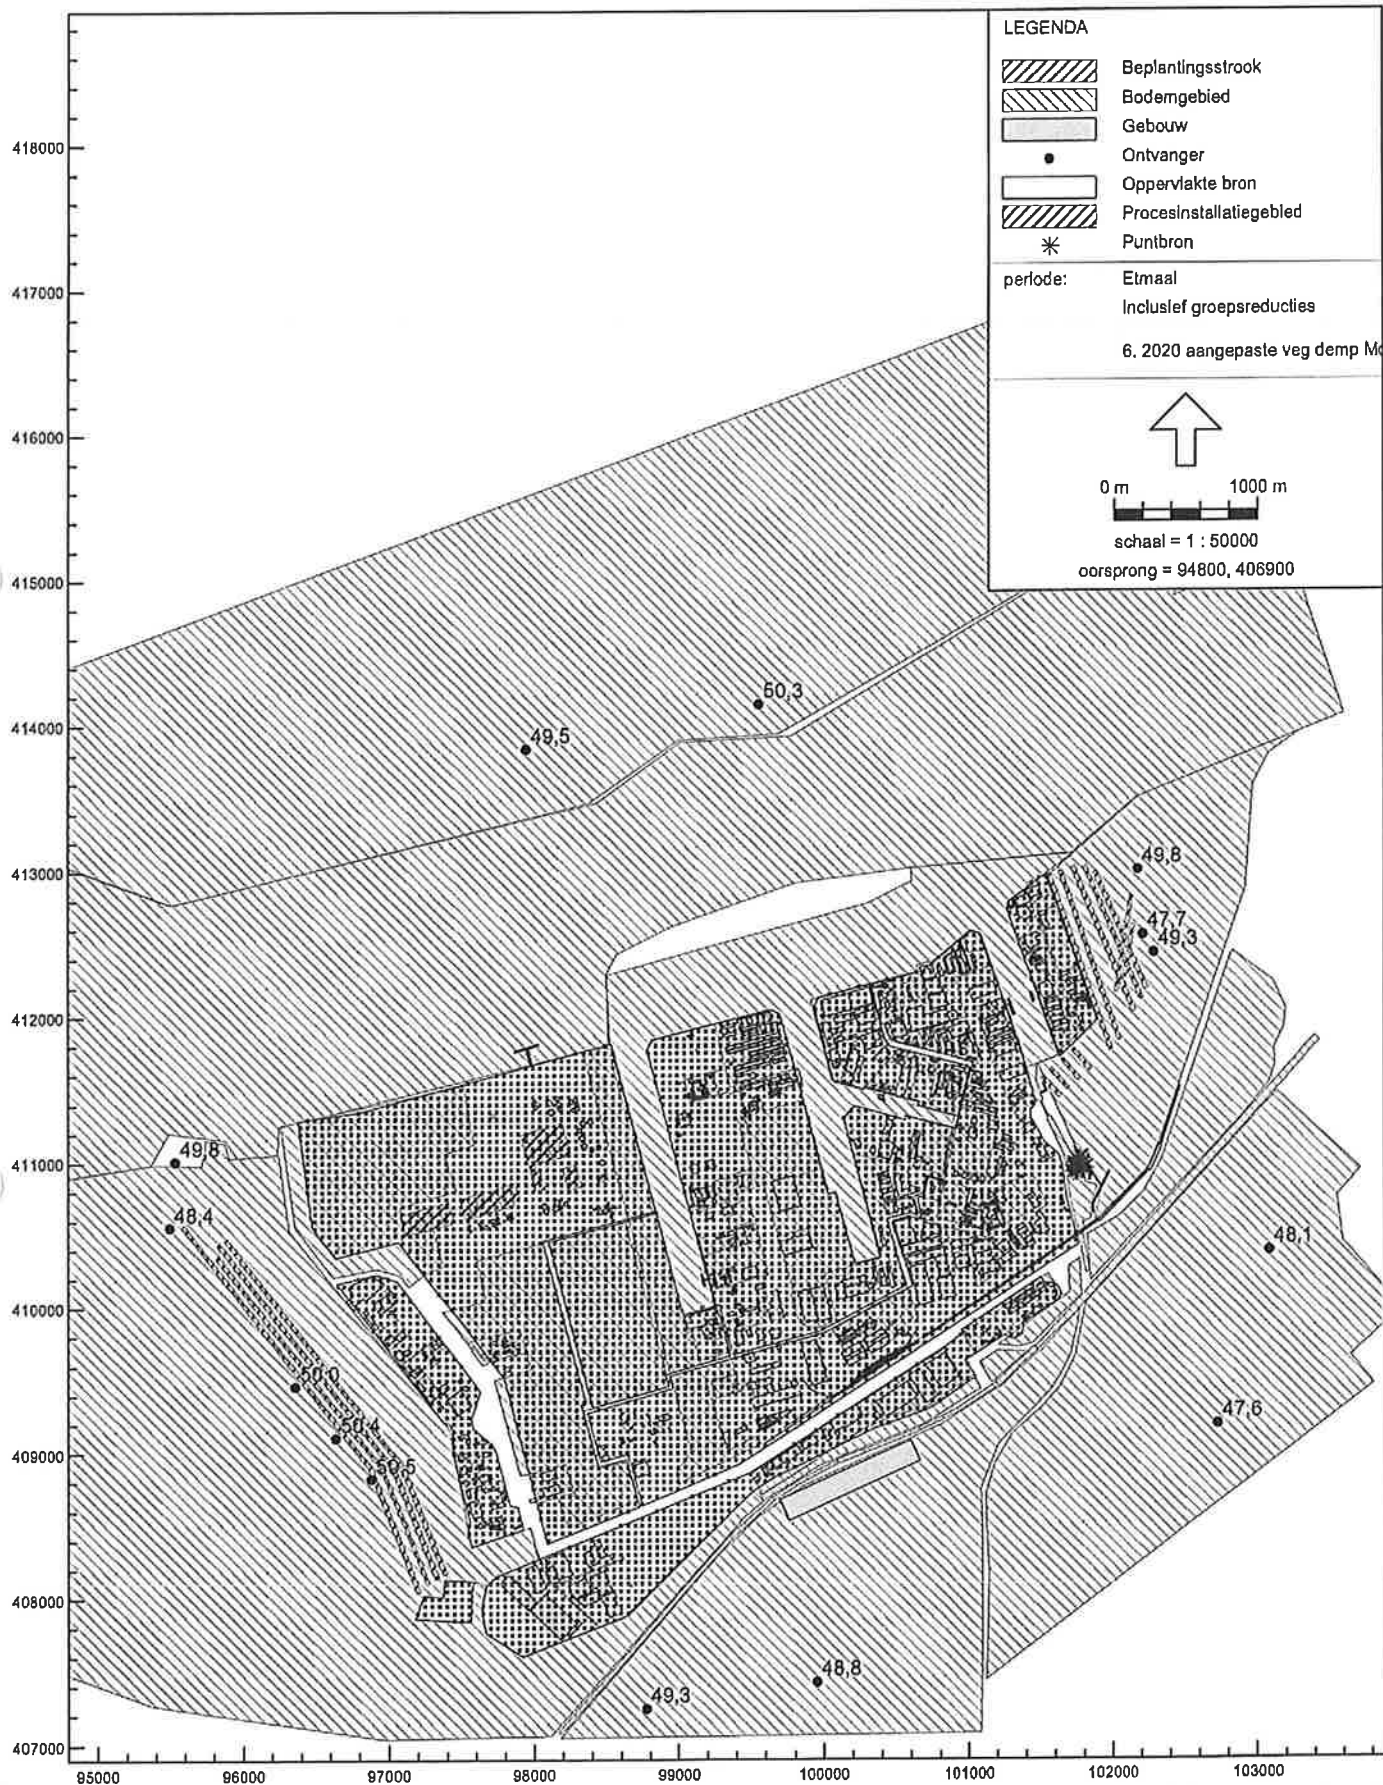 LEGENDA
Beplantingsstrook
Bodemgebied
Gebouw
Ontvanger
Oppervlakte bron
Procesinstallatiegebied
Puntbron
periode: Etmaal
Inclusief groepsreducties
6. 2020 aangepaste veg demp Mo
0 m 1000 m
schaal = 1 : 50000
oorsprong = 94800, 406900
418000
417000
416000
415000
50,3
414000
49,5
49,8
413000
47,7
49,3
412000
49,8
411000
48,4
48,1
410000
50,0
50,4
47,6
409000
50,5
408000
48,8
49,3
407000
95000 96000 97000 98000 99000 100000 101000 102000 103000